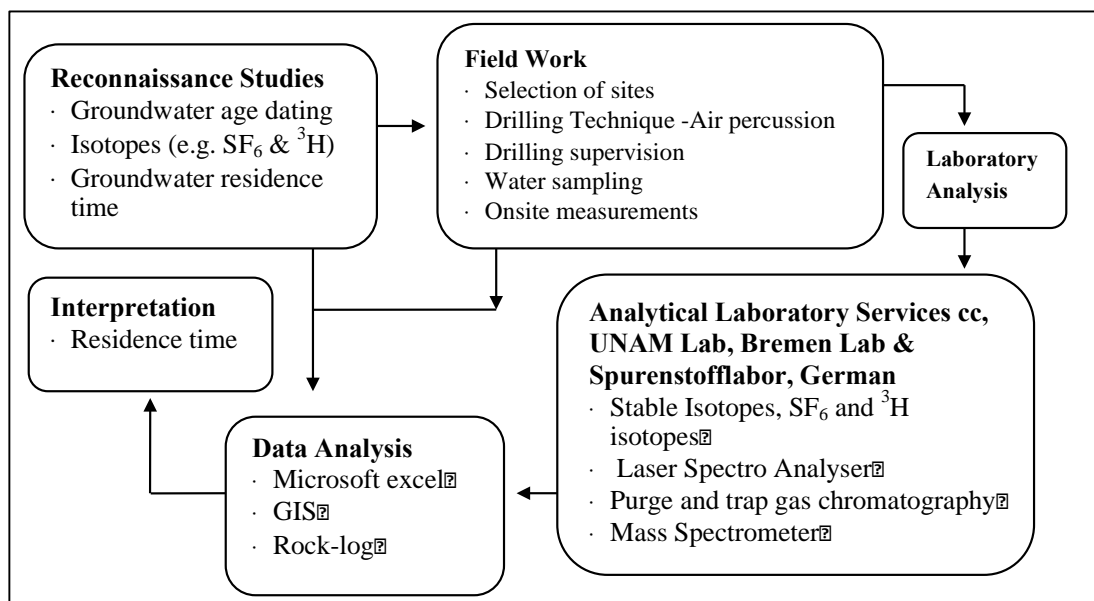 Reconnaissance Studies
· Groundwater age dating
· Isotopes (e.g. SF₆ & ³H)
· Groundwater residence
time
Field Work
· Selection of sites
· Drilling Technique -Air percussion
· Drilling supervision
· Water sampling
· Onsite measurements
Laboratory
Analysis
Analytical Laboratory Services cc,
UNAM Lab, Bremen Lab &
Spurenstofflabor, German
· Stable Isotopes, SF₆ and ³H
isotopes⍰
· Laser Spectro Analyser⍰
· Purge and trap gas chromatography⍰
· Mass Spectrometer⍰
Data Analysis
· Microsoft excel⍰
· GIS⍰
· Rock-log⍰
Interpretation
· Residence time